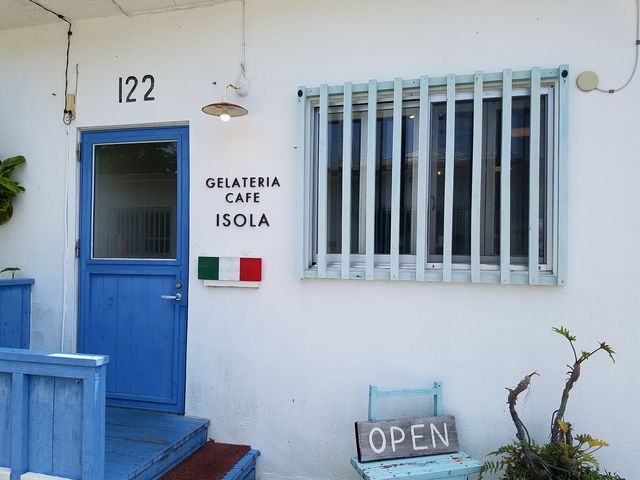 122
GELATERIA
CAFE
ISOLA
OPEN